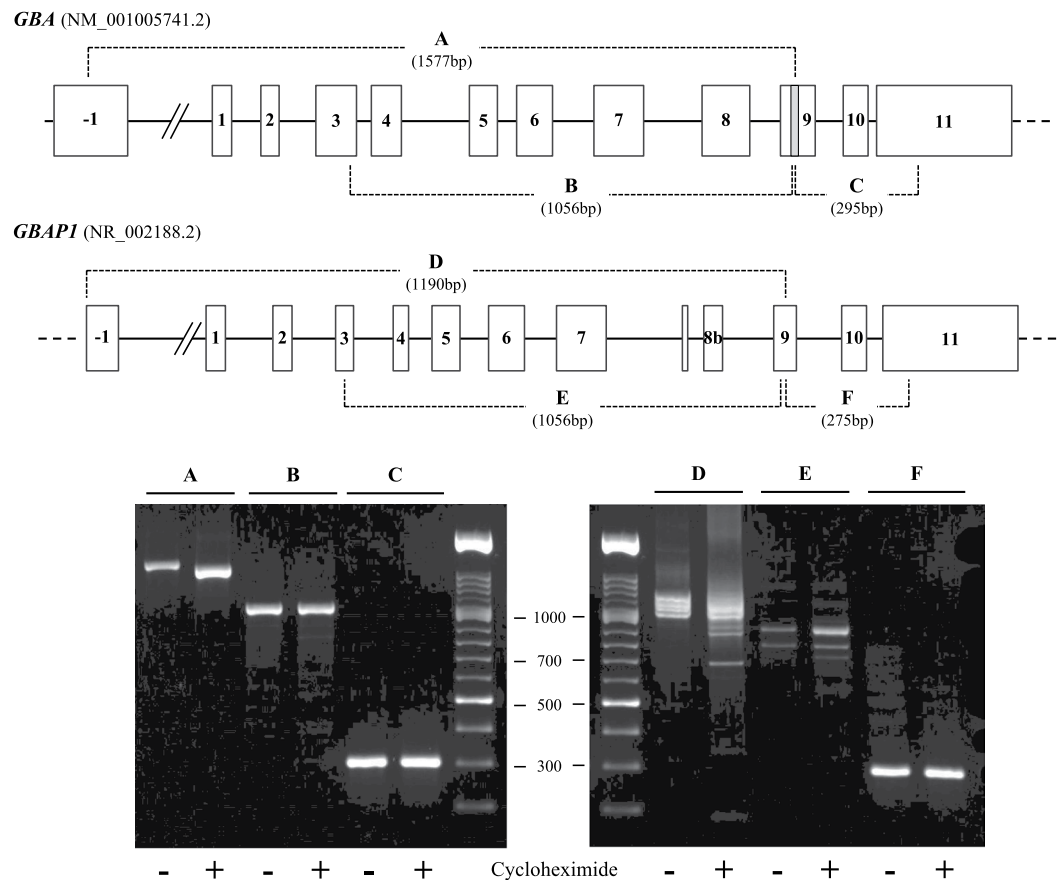 GBA (NM_001005741.2)
A
(1577bp)
-1 1 2 3 4 5 6 7 8 9 10 11
B C
(1056bp) (295bp)
GBAP1 (NR_002188.2)
D
(1190bp)
-1 1 2 3 4 5 6 7 8b 9 10 11
E F
(1056bp) (275bp)
A B C D E F
1000
700
500
300
- + - + - + Cycloheximide - + - + - +